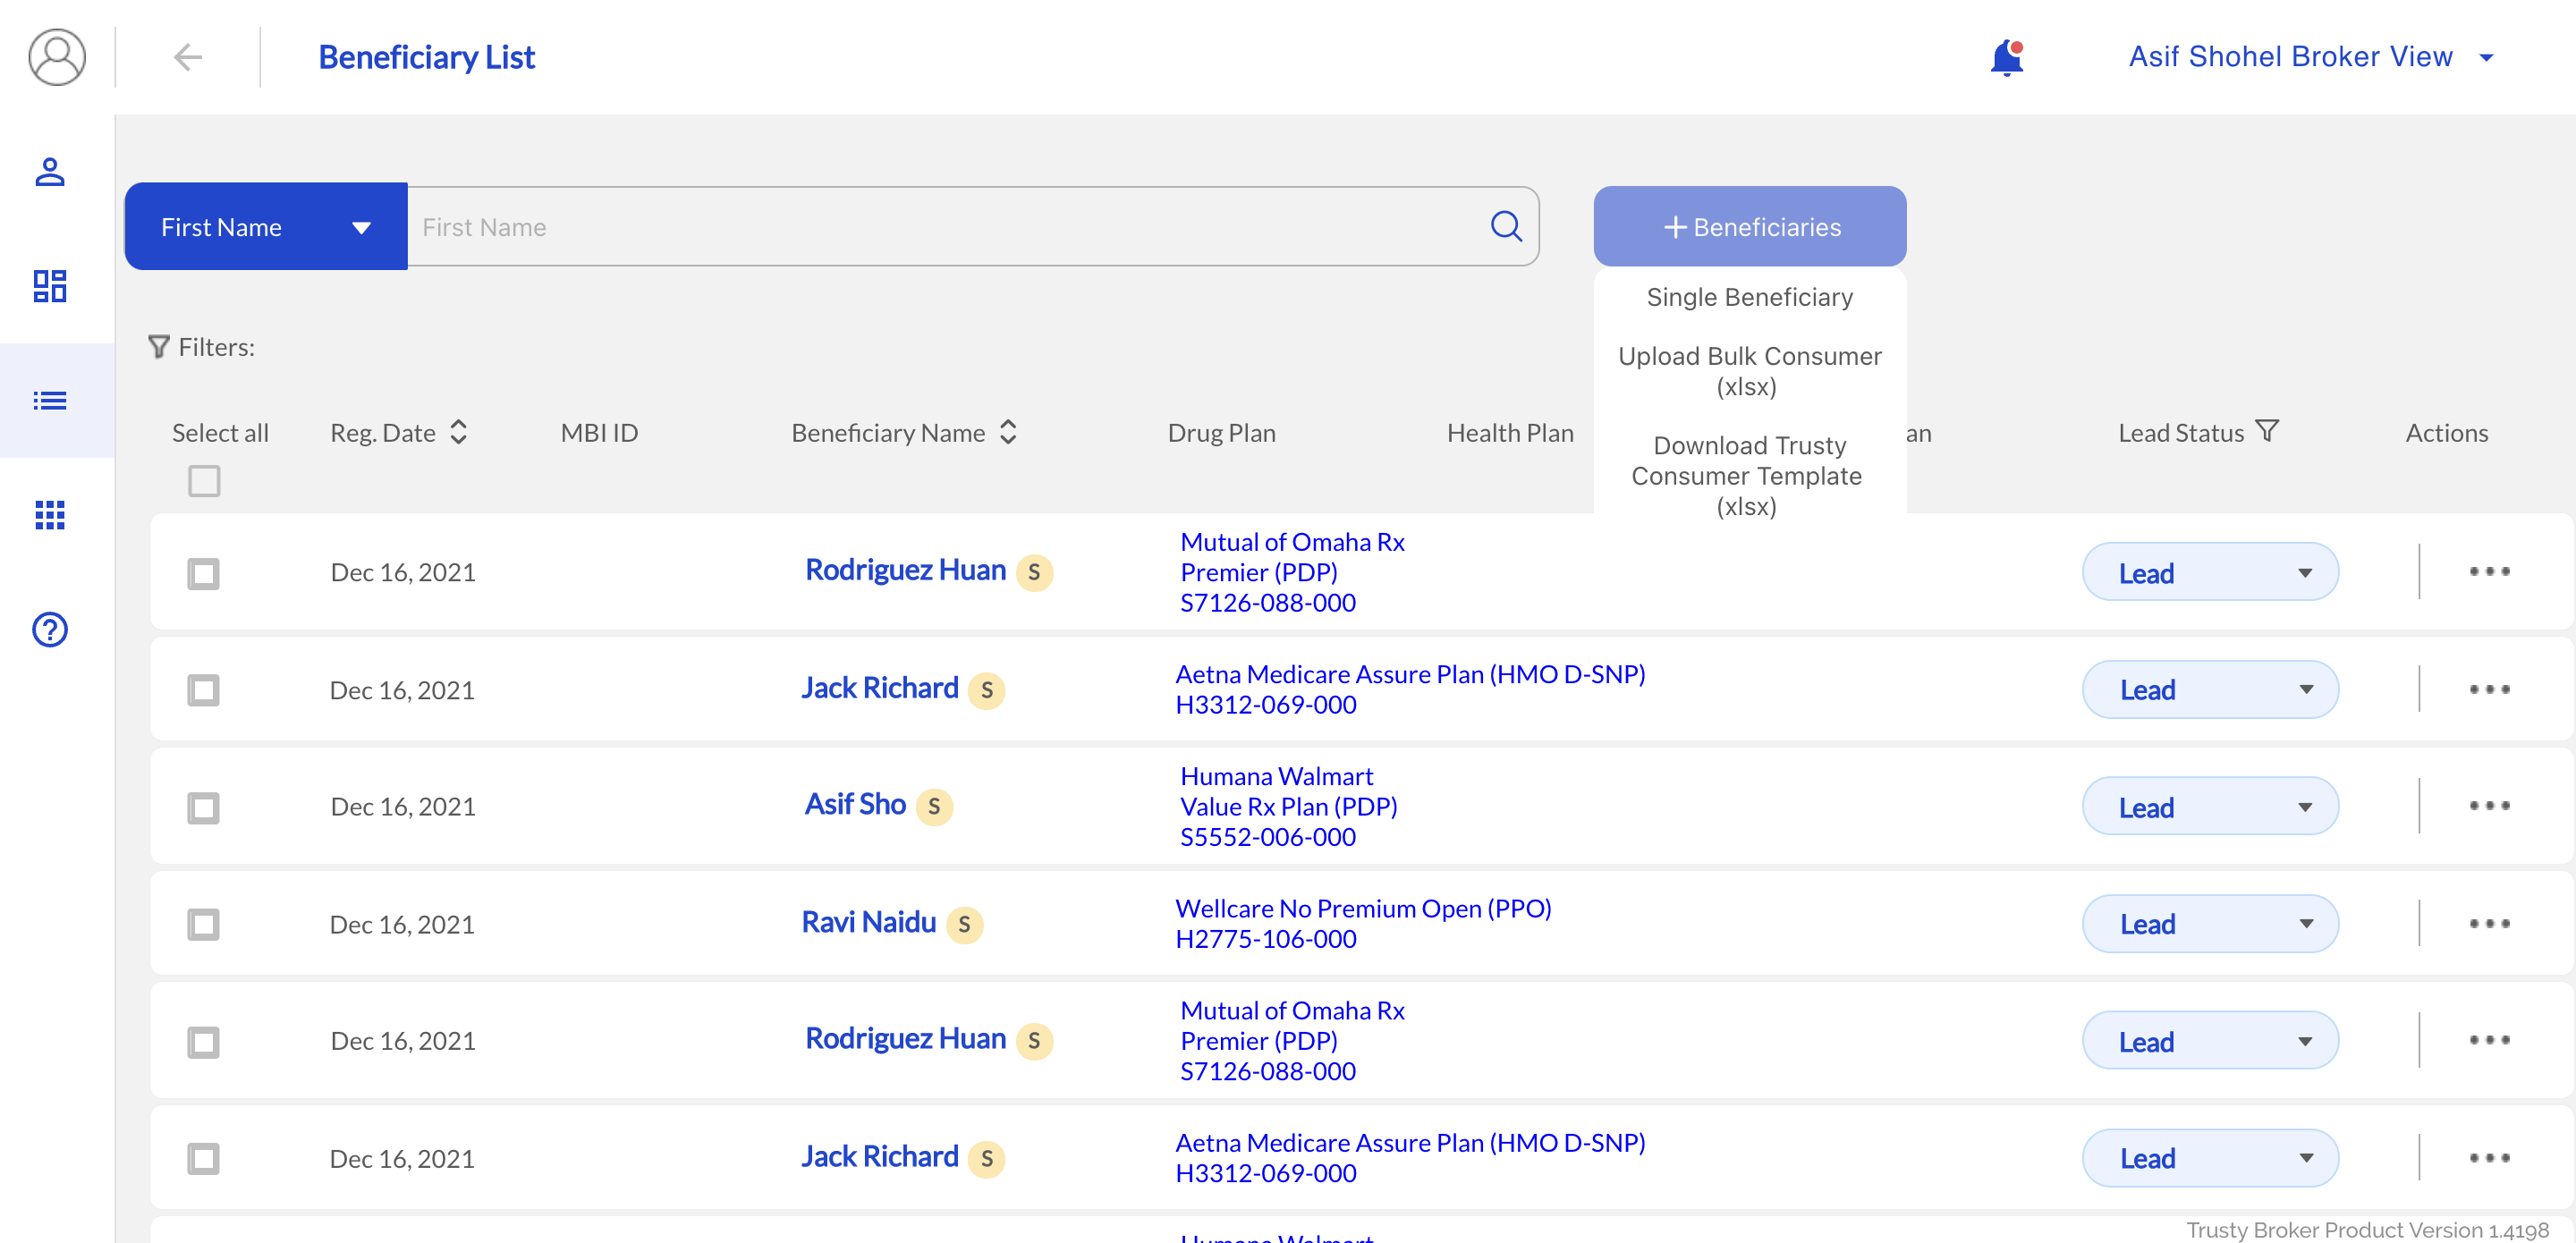 Beneficiary List
Asif Shohel Broker View
First Name
First Name
Beneficiaries
Single Beneficiary
Upload Bulk Consumer
(xlsx)
Download Trusty
Consumer Template
(xlsx)
Filters:
Select all
Reg. Date
MBI ID
Beneficiary Name
Drug Plan
Health Plan
Lead Status
Actions
Dec 16, 2021
Rodriguez Huan S
Mutual of Omaha Rx
Premier (PDP)
S7126-088-000
Lead
Dec 16, 2021
Jack Richard S
Aetna Medicare Assure Plan (HMO D-SNP)
H3312-069-000
Lead
Dec 16, 2021
Asif Sho S
Humana Walmart
Value Rx Plan (PDP)
S5552-006-000
Lead
Dec 16, 2021
Ravi Naidu S
Wellcare No Premium Open (PPO)
H2775-106-000
Lead
Dec 16, 2021
Rodriguez Huan S
Mutual of Omaha Rx
Premier (PDP)
S7126-088-000
Lead
Dec 16, 2021
Jack Richard S
Aetna Medicare Assure Plan (HMO D-SNP)
H3312-069-000
Lead
Trusty Broker Product Version 1.4198